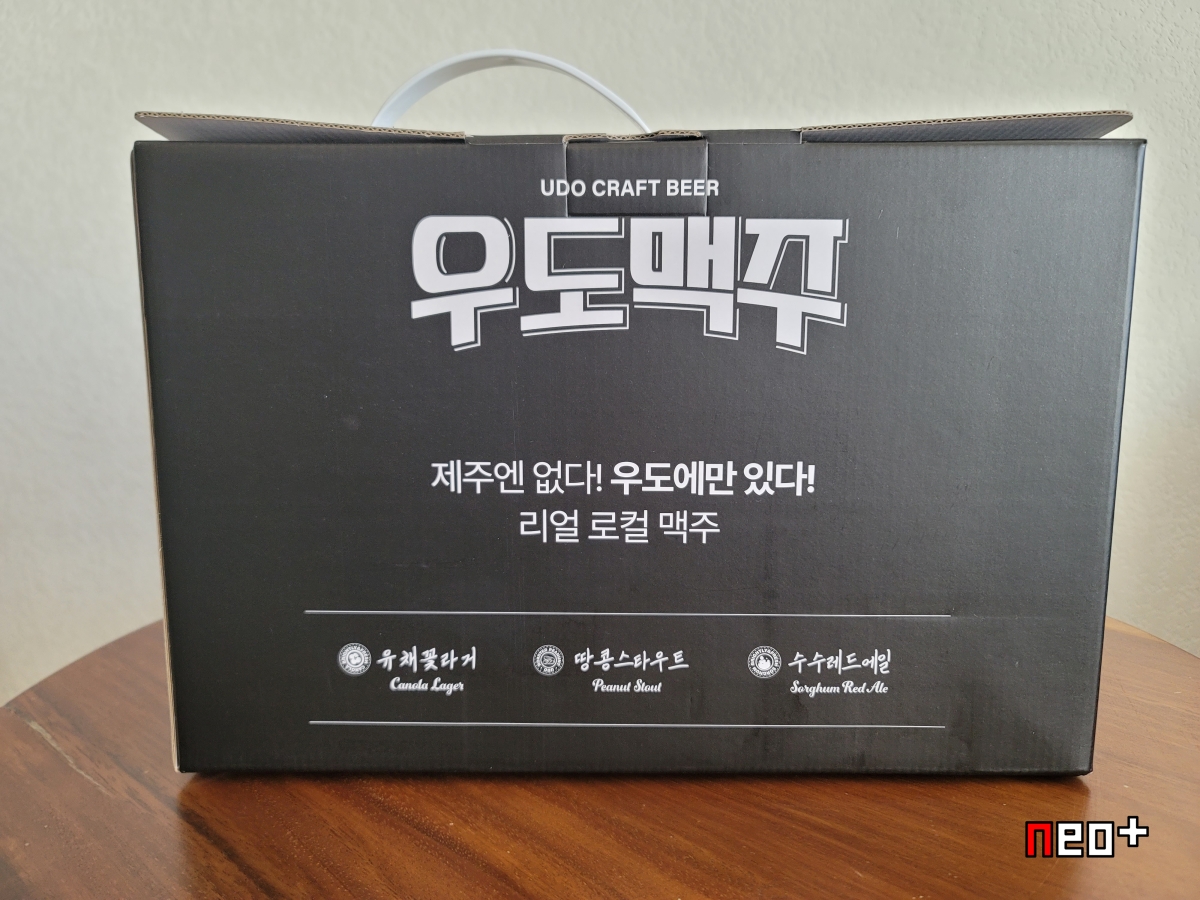 UDO CRAFT BEER
우도맥주
제주엔 없다! 우도에만 있다!
리얼 로컬 맥주
유채꽃라거 땅콩스타우트 수수레드에일
Canola Lager Peanut Stout Sorghum Red Ale
neo+